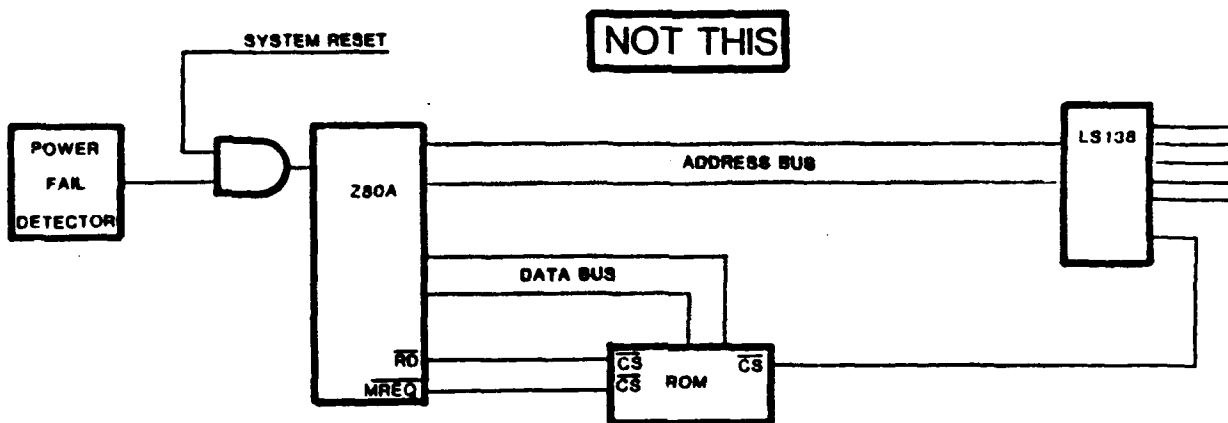 SYSTEM RESET
NOT THIS
POWER
FAIL
DETECTOR
Z80A
ADDRESS BUS
LS138
DATA BUS
RD
MREQ
CS
CS
CS
ROM